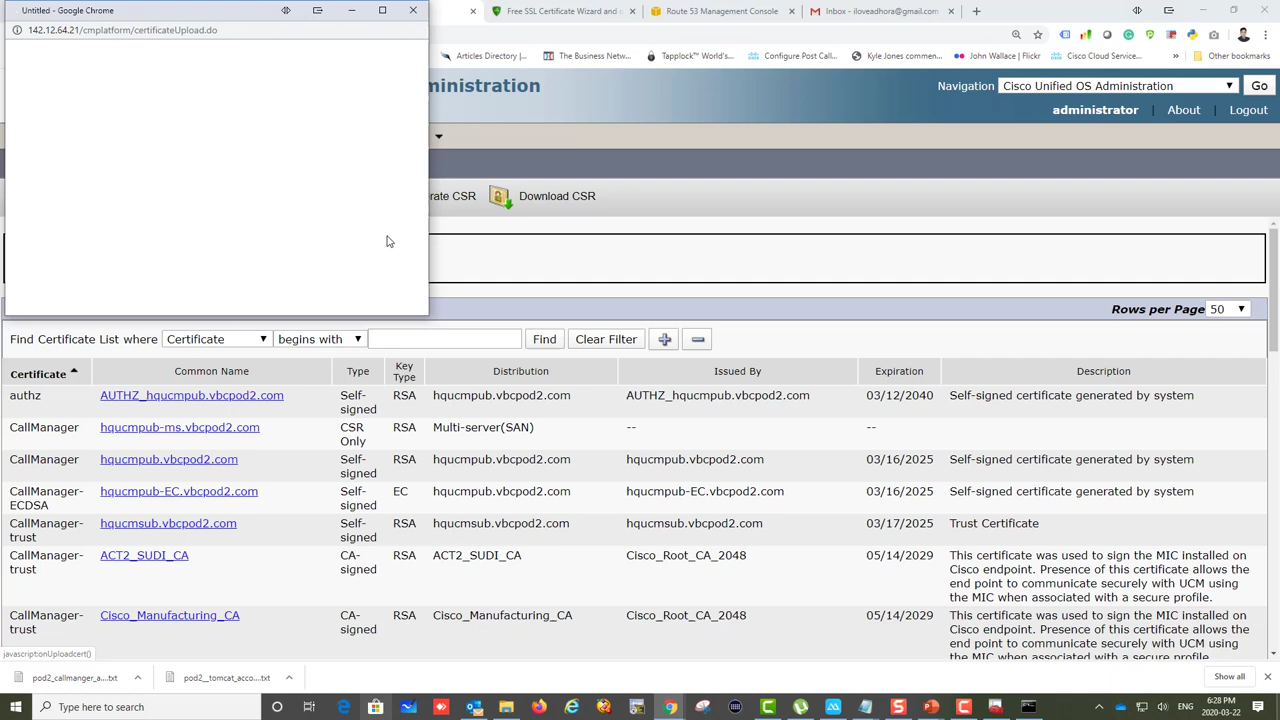 Untitled - Google Chrome
142.12.64.21/cmplatform/certificateUpload.do
Free SSL Certificate Wizard and o
Route 53 Management Console
Inbox - iloveadhora@gmail.com
Articles Directory |...
The Business Netw...
Tapplock™ World's...
Configure Post Call...
Kyle Jones commen...
John Wallace | Flickr
Cisco Cloud Service...
Other bookmarks
ministration
Navigation Cisco Unified OS Administration Go
administrator | About | Logout
rate CSR Download CSR
Rows per Page 50
Find Certificate List where Certificate begins with Find Clear Filter
Certificate Common Name Type Key Type Distribution Issued By Expiration Description
authz AUTHZ_hqucmpub.vbcpod2.com Self-signed RSA hqucmpub.vbcpod2.com AUTHZ_hqucmpub.vbcpod2.com 03/12/2040 Self-signed certificate generated by system
CallManager hqucmpub-ms.vbcpod2.com CSR Only RSA Multi-server(SAN) -- -- 
CallManager hqucmpub.vbcpod2.com Self-signed RSA hqucmpub.vbcpod2.com hqucmpub.vbcpod2.com 03/16/2025 Self-signed certificate generated by system
CallManager-ECDSA hqucmpub-EC.vbcpod2.com Self-signed EC hqucmpub.vbcpod2.com hqucmpub-EC.vbcpod2.com 03/16/2025 Self-signed certificate generated by system
CallManager-trust hqucmsub.vbcpod2.com Self-signed RSA hqucmsub.vbcpod2.com hqucmsub.vbcpod2.com 03/17/2025 Trust Certificate
CallManager-trust ACT2_SUDI_CA CA-signed RSA ACT2_SUDI_CA Cisco_Root_CA_2048 05/14/2029 This certificate was used to sign the MIC installed on
Cisco endpoint. Presence of this certificate allows the
end point to communicate securely with UCM using
the MIC when associated with a secure profile.
CallManager-trust Cisco_Manufacturing_CA CA-signed RSA Cisco_Manufacturing_CA Cisco_Root_CA_2048 05/14/2029 This certificate was used to sign the MIC installed on
Cisco endpoint. Presence of this certificate allows the
end point to communicate securely with UCM using
javascript:onUploadcert()
pod2_callmanger_a....txt
pod2__tomcat_acco....txt
Show all
Type here to search
ENG
6:28 PM
2020-03-22